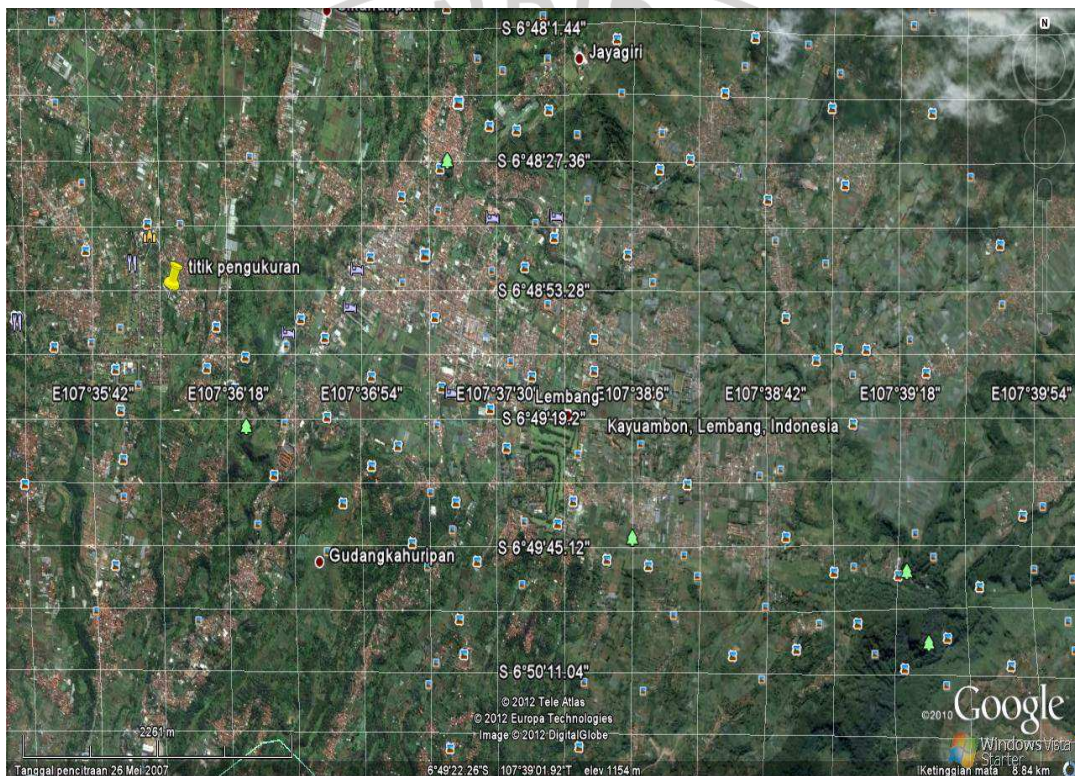 S 6°48'1.44"
N
Jayagiri
S 6°48'27.36"
titik pengukuran
S 6°48'53.28"
E107°35'42"
E107°36'18"
E107°36'54"
E107°37'30"
E107°38'6"
E107°38'42"
E107°39'18"
E107°39'54"
Lembang
S 6°49'19.2"
Kayuambon, Lembang, Indonesia
S 6°49'45.12"
Gudangkahuripan
S 6°50'11.04"
© 2012 Tele Atlas
© 2012 Europa Technologies
Image © 2012 DigitalGlobe
©2010 Google
2261 m
Windows Vista
Starter
Tanggal pencitraan 26 Mei 2007
6°49'22.26"S 107°39'01.92"T elev 1154 m
Ketinggian mata 8.84 km